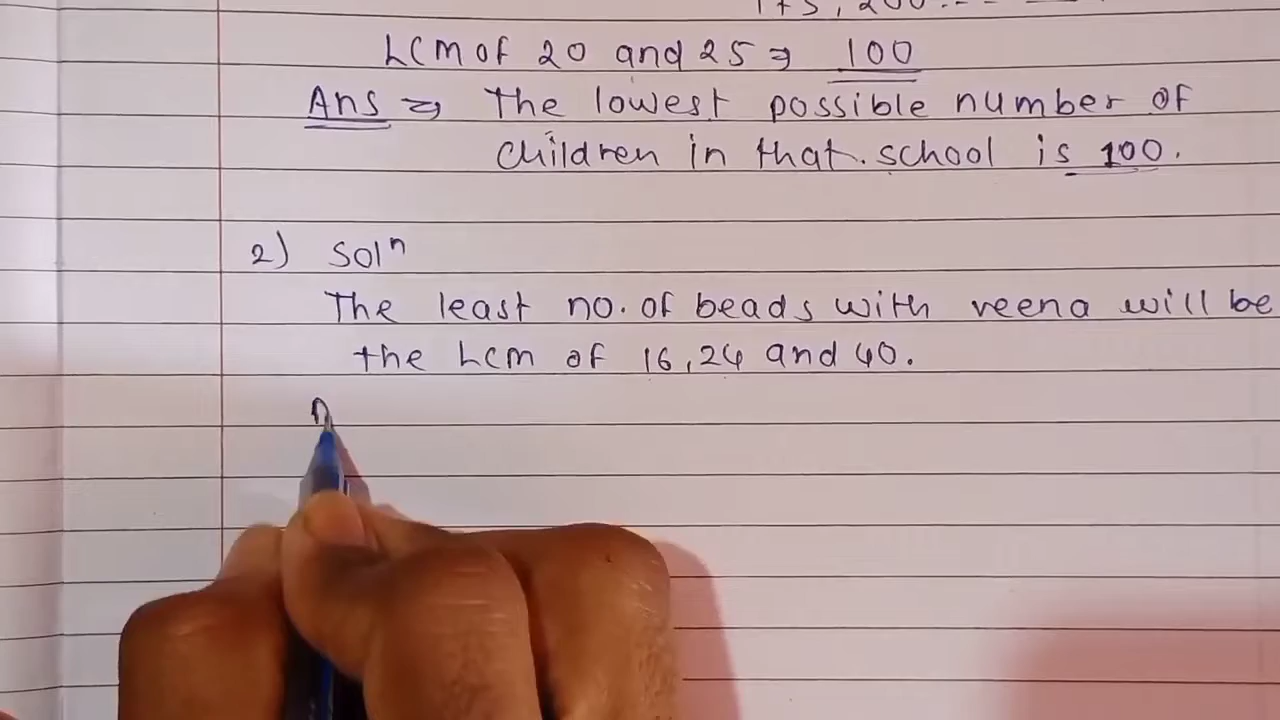 LCM of 20 and 25 ⇒ 100
Ans ⇒ The lowest possible number of
children in that. school is 100.
2) Solⁿ
The least no. of beads with veena will be
the LCM of 16, 24 and 40.